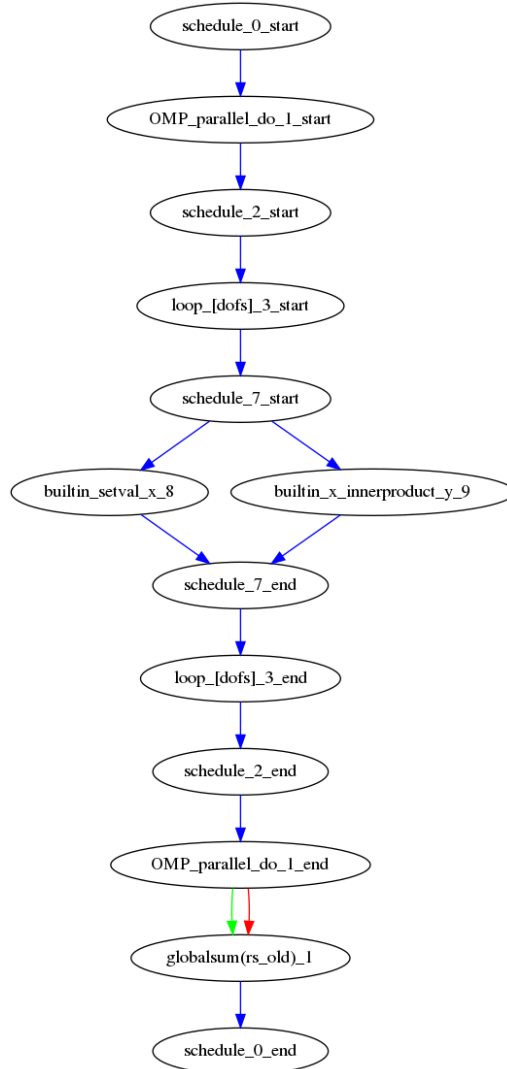 schedule_0_start
OMP_parallel_do_1_start
schedule_2_start
loop_[dofs]_3_start
schedule_7_start
builtin_setval_x_8
builtin_x_innerproduct_y_9
schedule_7_end
loop_[dofs]_3_end
schedule_2_end
OMP_parallel_do_1_end
globalsum(rs_old)_1
schedule_0_end